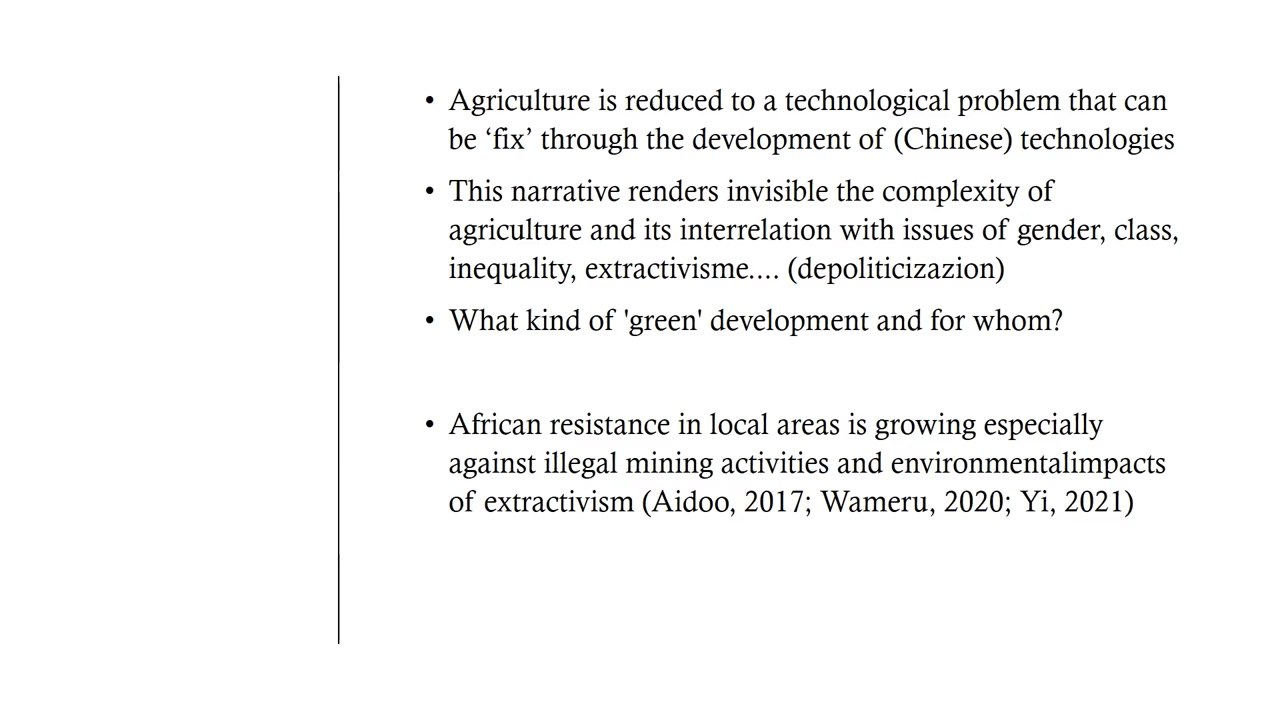 • Agriculture is reduced to a technological problem that can
be ‘fix’ through the development of (Chinese) technologies
• This narrative renders invisible the complexity of
agriculture and its interrelation with issues of gender, class,
inequality, extractivisme…. (depoliticizazion)
• What kind of 'green' development and for whom?
• African resistance in local areas is growing especially
against illegal mining activities and environmentalimpacts
of extractivism (Aidoo, 2017; Wameru, 2020; Yi, 2021)